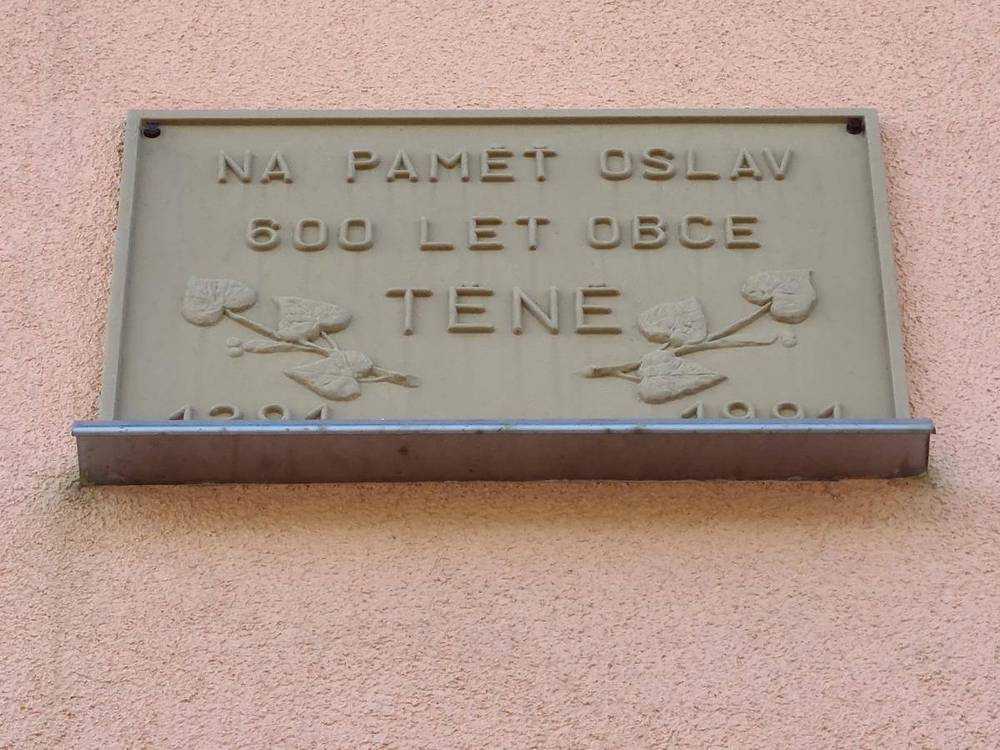 NA PAMĚŤ OSLAV
600 LET OBCE
TĚNĚ